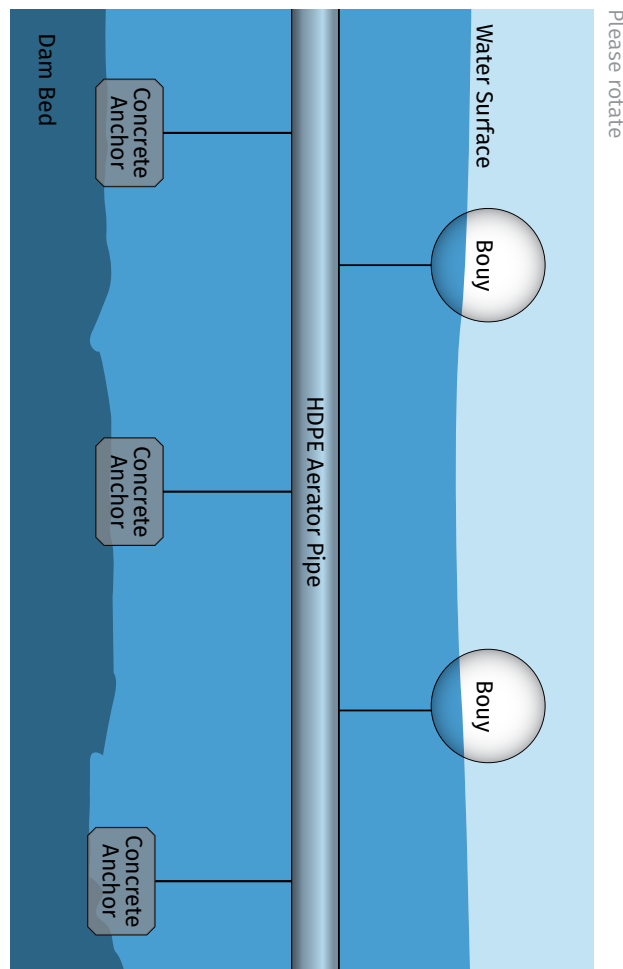 Please rotate
Water Surface
Bouy
Bouy
HDPE Aerator Pipe
Concrete
Anchor
Concrete
Anchor
Concrete
Anchor
Dam Bed